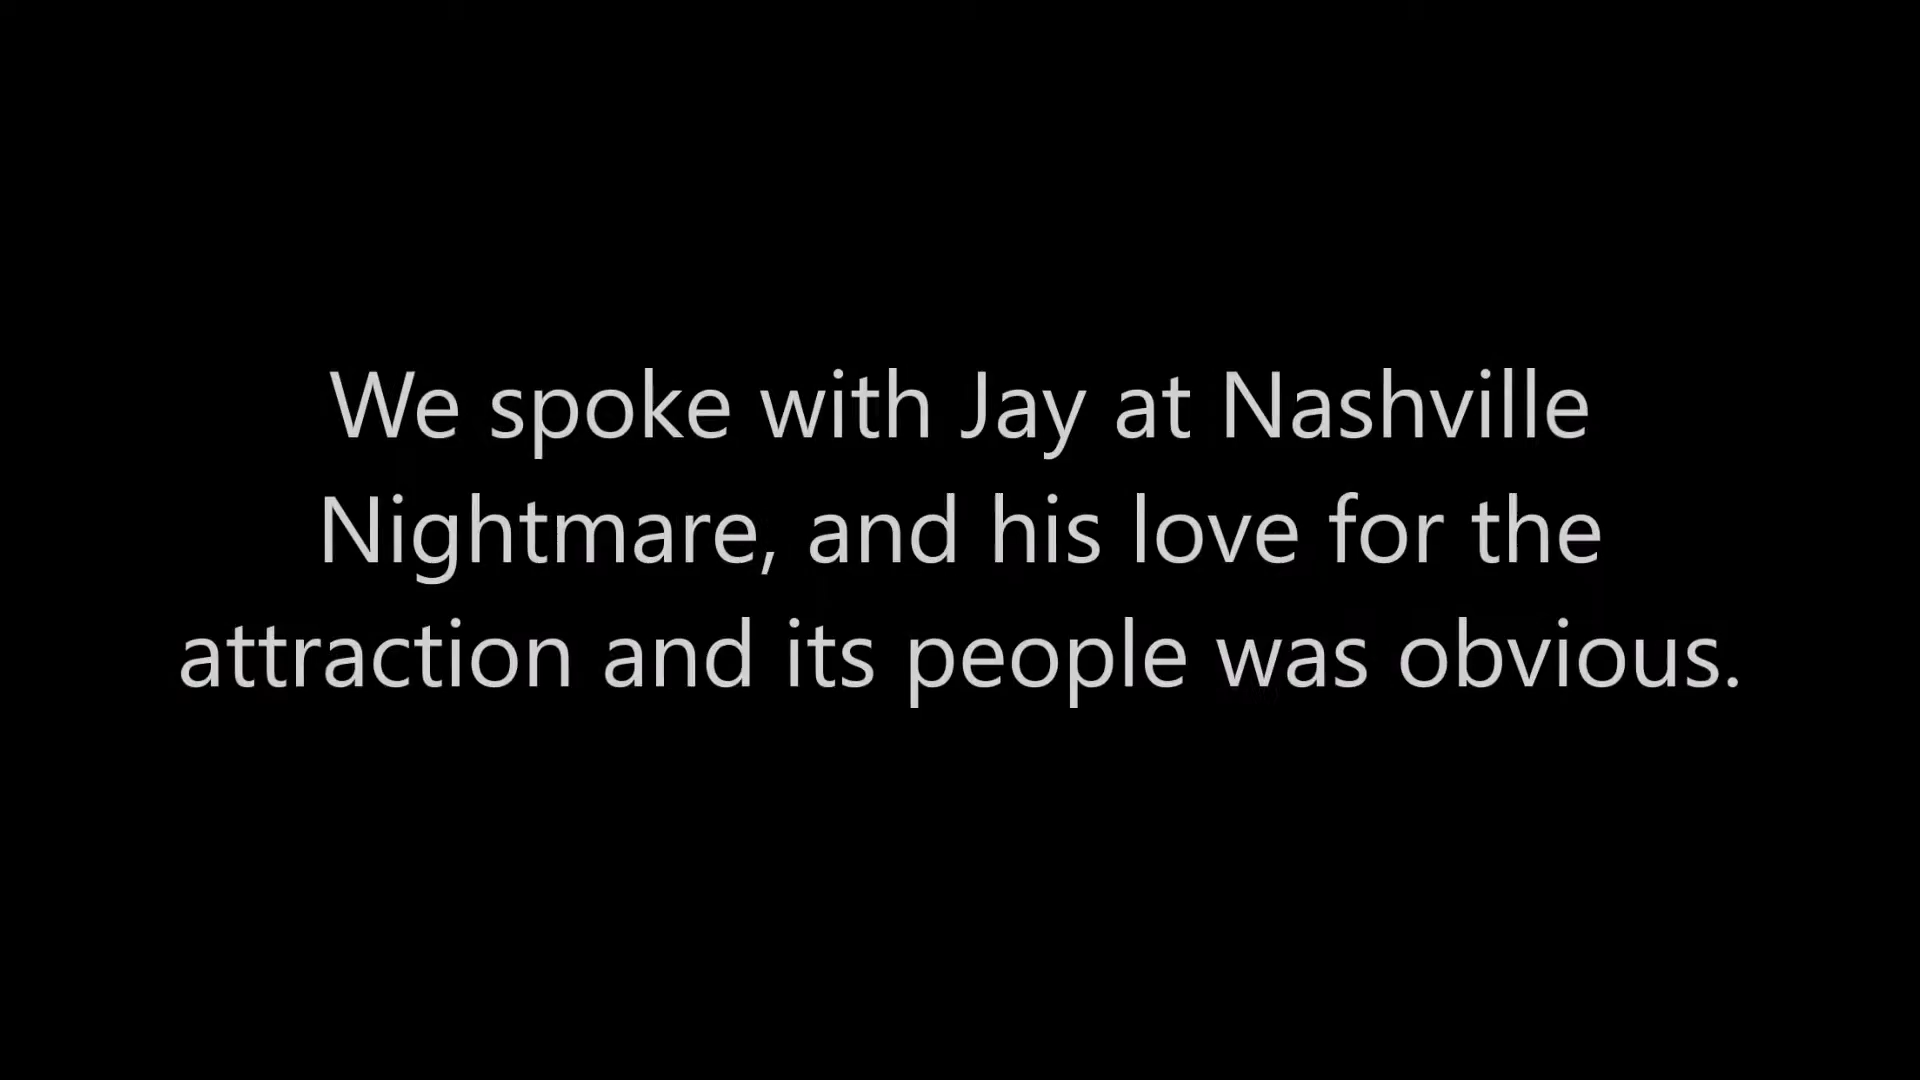 We spoke with Jay at Nashville
Nightmare, and his love for the
attraction and its people was obvious.